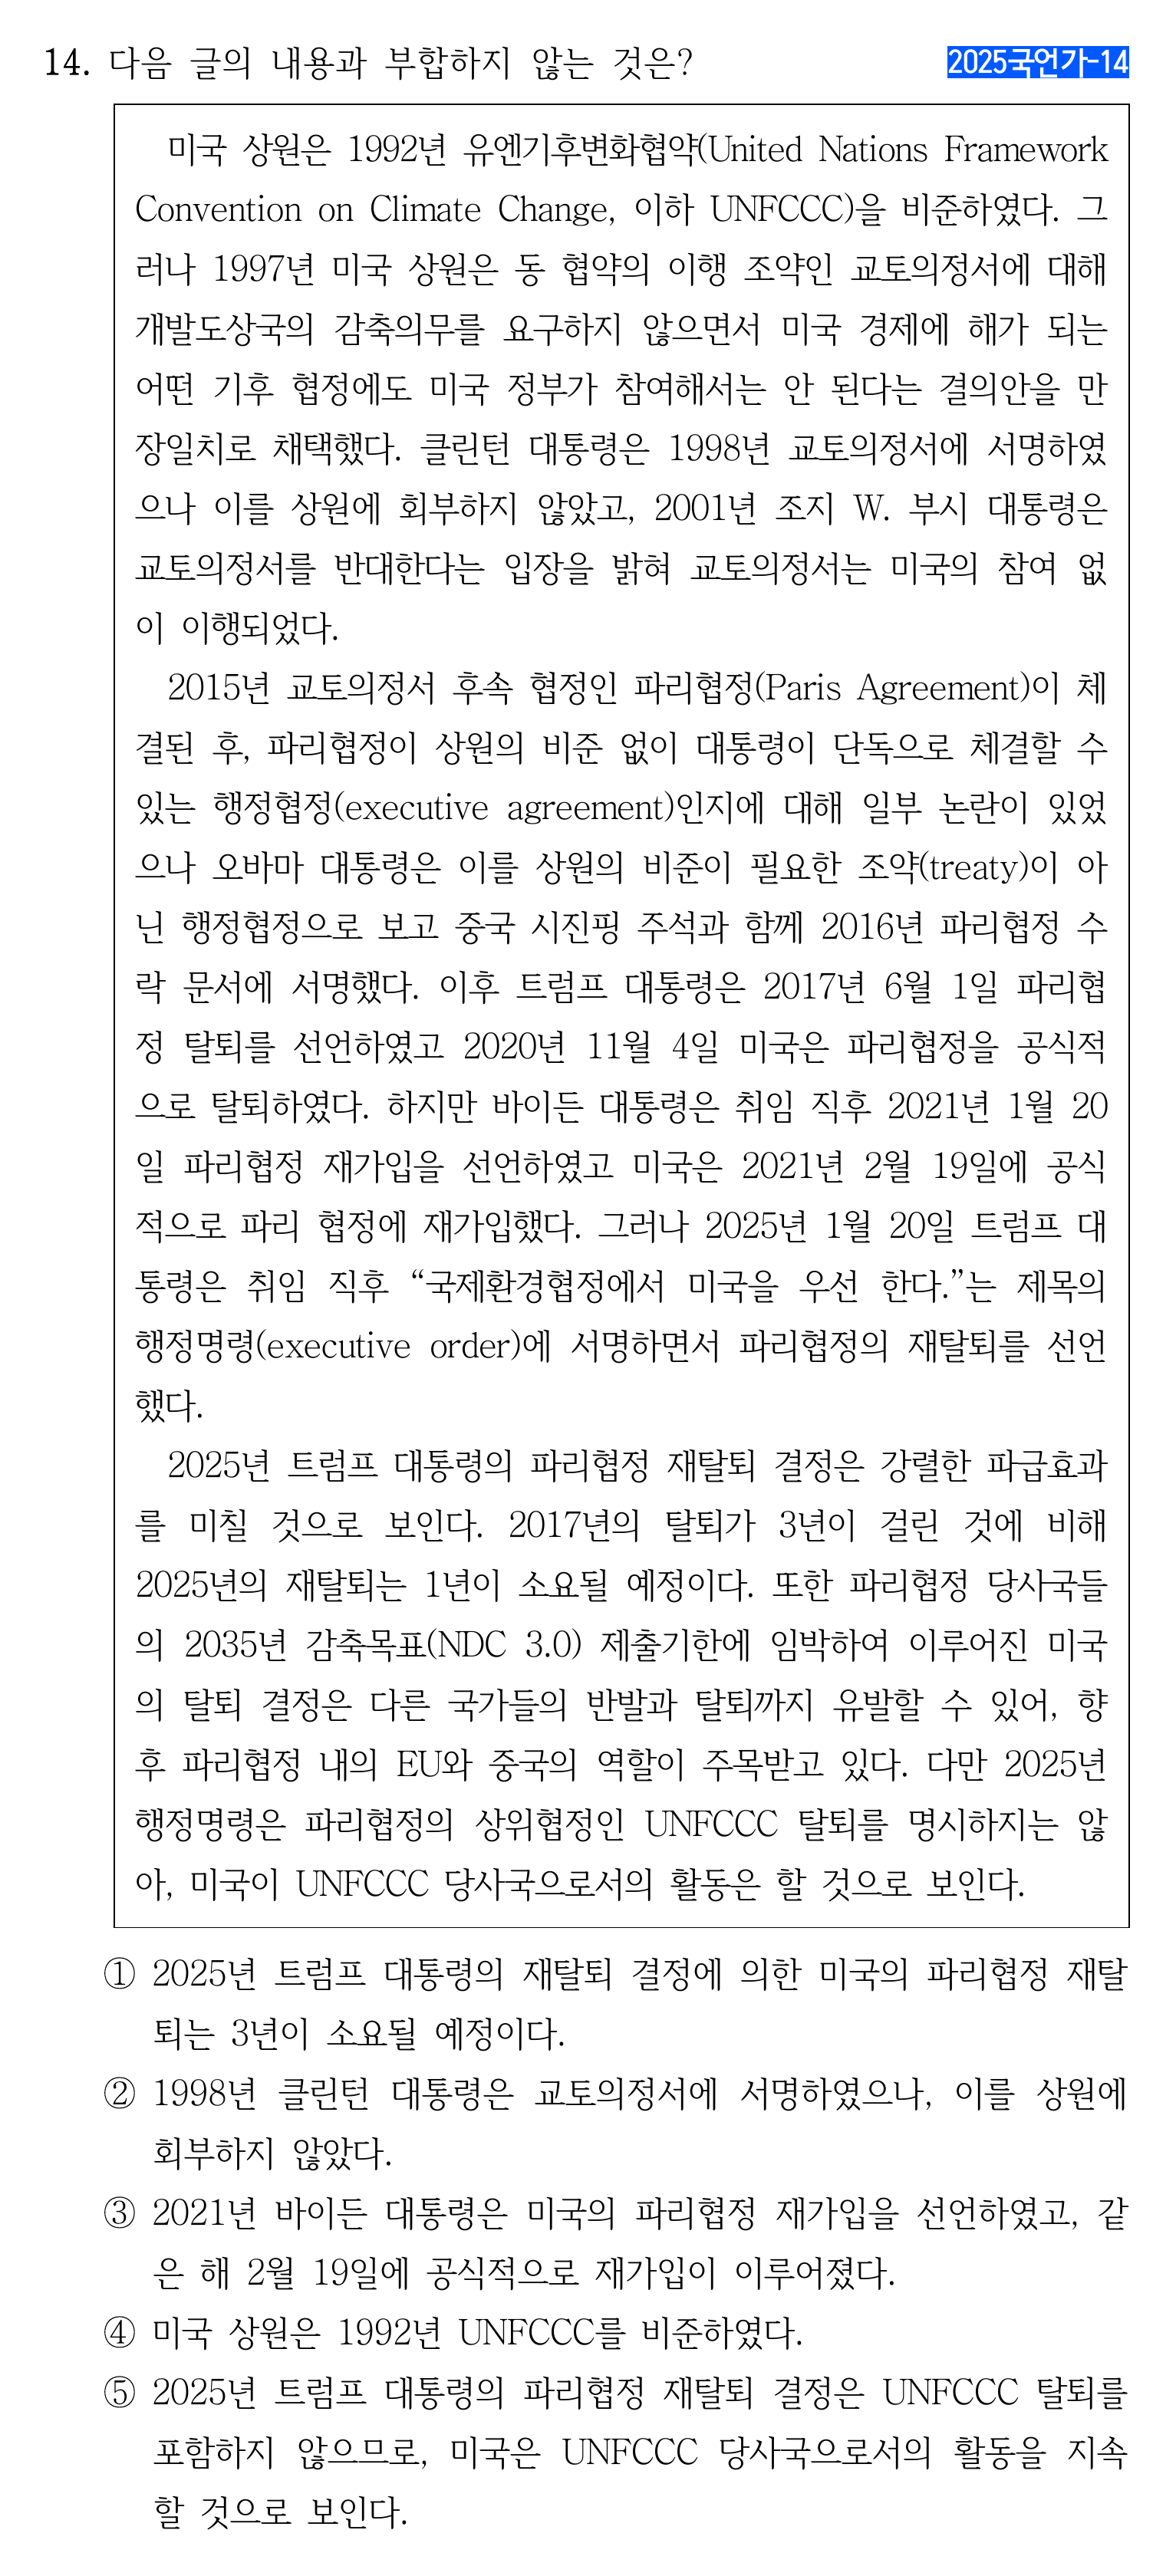 14. 다음 글의 내용과 부합하지 않는 것은?
2025국언가-14
미국 상원은 1992년 유엔기후변화협약(United Nations Framework
Convention on Climate Change, 이하 UNFCCC)을 비준하였다. 그
러나 1997년 미국 상원은 동 협약의 이행 조약인 교토의정서에 대해
개발도상국의 감축의무를 요구하지 않으면서 미국 경제에 해가 되는
어떤 기후 협정에도 미국 정부가 참여해서는 안 된다는 결의안을 만
장일치로 채택했다. 클린턴 대통령은 1998년 교토의정서에 서명하였
으나 이를 상원에 회부하지 않았고, 2001년 조지 W. 부시 대통령은
교토의정서를 반대한다는 입장을 밝혀 교토의정서는 미국의 참여 없
이 이행되었다.
2015년 교토의정서 후속 협정인 파리협정(Paris Agreement)이 체
결된 후, 파리협정이 상원의 비준 없이 대통령이 단독으로 체결할 수
있는 행정협정(executive agreement)인지에 대해 일부 논란이 있었
으나 오바마 대통령은 이를 상원의 비준이 필요한 조약(treaty)이 아
닌 행정협정으로 보고 중국 시진핑 주석과 함께 2016년 파리협정 수
락 문서에 서명했다. 이후 트럼프 대통령은 2017년 6월 1일 파리협
정 탈퇴를 선언하였고 2020년 11월 4일 미국은 파리협정을 공식적
으로 탈퇴하였다. 하지만 바이든 대통령은 취임 직후 2021년 1월 20
일 파리협정 재가입을 선언하였고 미국은 2021년 2월 19일에 공식
적으로 파리 협정에 재가입했다. 그러나 2025년 1월 20일 트럼프 대
통령은 취임 직후 “국제환경협정에서 미국을 우선 한다.”는 제목의
행정명령(executive order)에 서명하면서 파리협정의 재탈퇴를 선언
했다.
2025년 트럼프 대통령의 파리협정 재탈퇴 결정은 강렬한 파급효과
를 미칠 것으로 보인다. 2017년의 탈퇴가 3년이 걸린 것에 비해
2025년의 재탈퇴는 1년이 소요될 예정이다. 또한 파리협정 당사국들
의 2035년 감축목표(NDC 3.0) 제출기한에 임박하여 이루어진 미국
의 탈퇴 결정은 다른 국가들의 반발과 탈퇴까지 유발할 수 있어, 향
후 파리협정 내의 EU와 중국의 역할이 주목받고 있다. 다만 2025년
행정명령은 파리협정의 상위협정인 UNFCCC 탈퇴를 명시하지는 않
아, 미국이 UNFCCC 당사국으로서의 활동은 할 것으로 보인다.
① 2025년 트럼프 대통령의 재탈퇴 결정에 의한 미국의 파리협정 재탈
퇴는 3년이 소요될 예정이다.
② 1998년 클린턴 대통령은 교토의정서에 서명하였으나, 이를 상원에
회부하지 않았다.
③ 2021년 바이든 대통령은 미국의 파리협정 재가입을 선언하였고, 같
은 해 2월 19일에 공식적으로 재가입이 이루어졌다.
④ 미국 상원은 1992년 UNFCCC를 비준하였다.
⑤ 2025년 트럼프 대통령의 파리협정 재탈퇴 결정은 UNFCCC 탈퇴를
포함하지 않으므로, 미국은 UNFCCC 당사국으로서의 활동을 지속
할 것으로 보인다.